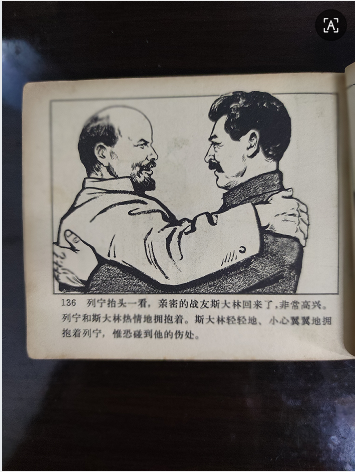 136 列宁抬头一看，亲密的战友斯大林回来了，非常高兴。
列宁和斯大林热情地拥抱着。斯大林轻轻地、小心翼翼地拥
抱着列宁，惟恐碰到他的伤处。